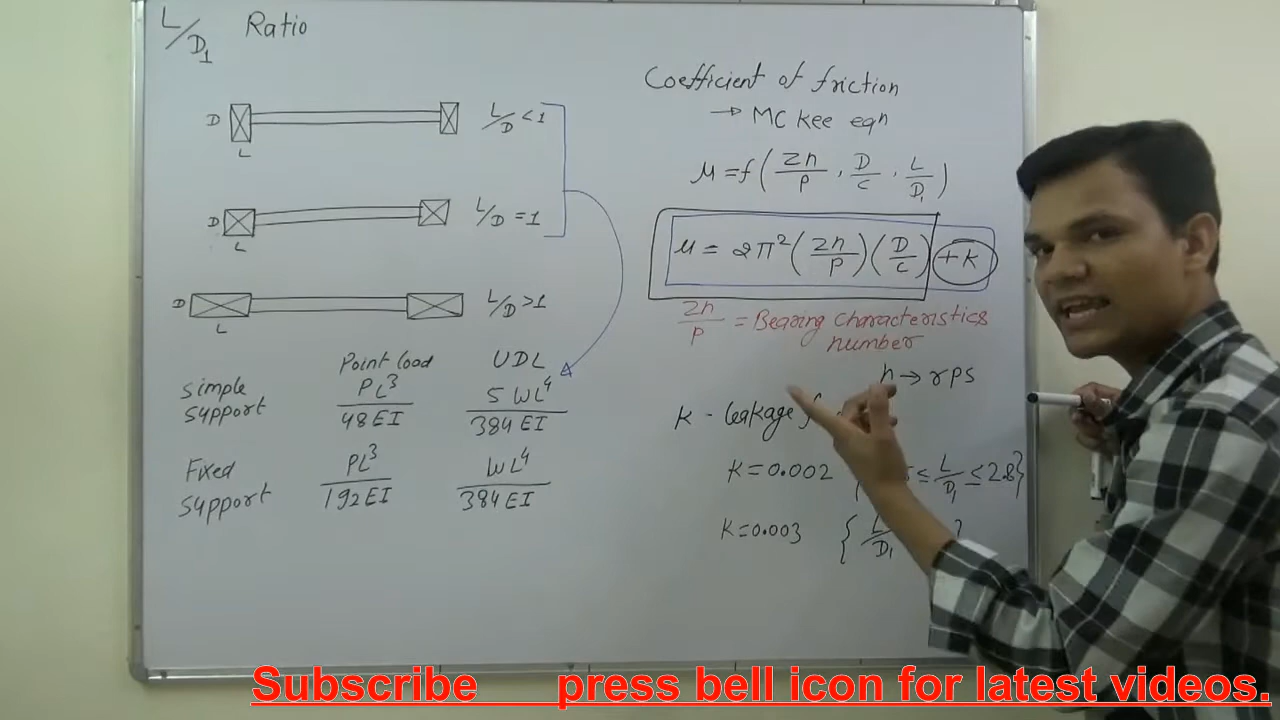 L/D₁ Ratio
D
L
L/D < 1
D
L
L/D = 1
D
L
L/D > 1
Point load UDL
Simple support PL³/48EI 5WL⁴/384EI
Fixed support PL³/192EI WL⁴/384EI
Coefficient of friction
→ MC Kee eqn
μ = f(Zn/P, D/c, L/D₁)
μ = 2π²(Zn/P)(D/c) + k
Zn/P = Bearing characteristics number
n → rps
K - leakage
K = 0.002 ≤ L/D₁ ≤ 2.8}
K = 0.003 {L/D₁ }
Subscribe press bell icon for latest videos.